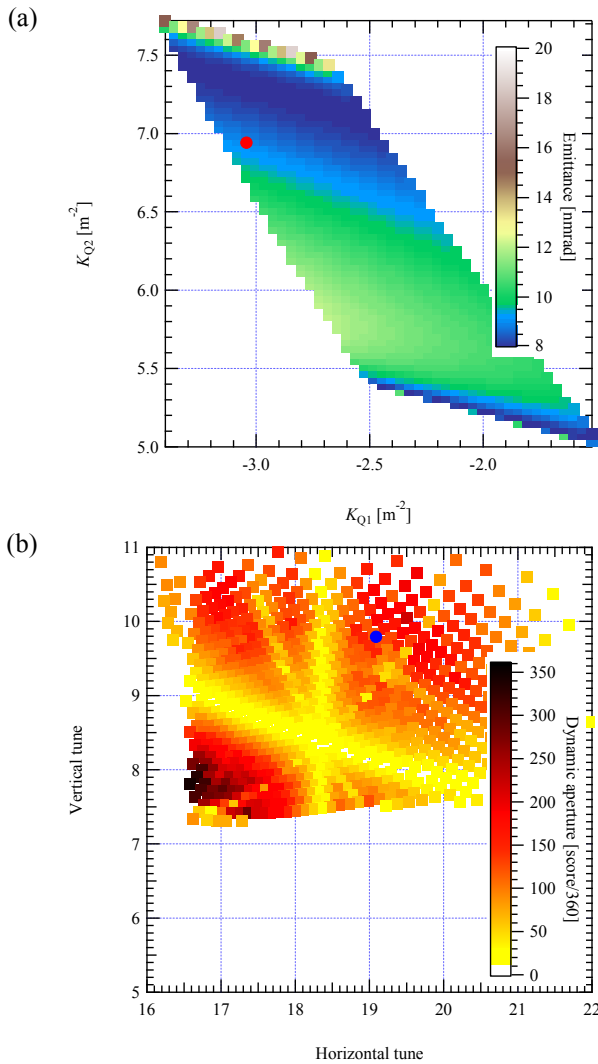 (a)
7.5
7.0
6.5
6.0
5.5
5.0
K_Q2 [m^-2]
20
18
16
14
12
10
8
Emittance [nmrad]
-3.0 -2.5 -2.0
K_Q1 [m^-2]
(b)
11
10
9
8
7
6
5
Vertical tune
350
300
250
200
150
100
50
0
Dynamic aperture [score/360]
16 17 18 19 20 21 22
Horizontal tune